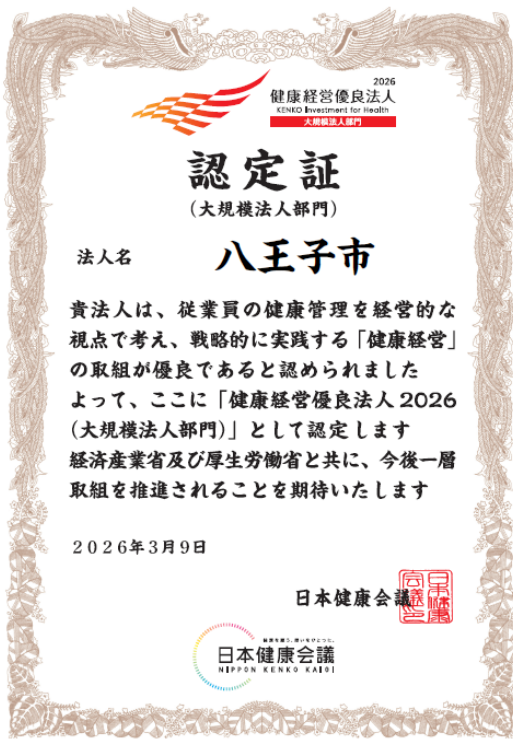 2026
健康経営優良法人
KENKO Investment for Health
大規模法人部門
認定証
(大規模法人部門)
法人名 八王子市
貴法人は、従業員の健康管理を経営的な
視点で考え、戦略的に実践する「健康経営」
の取組が優良であると認められました
よって、ここに「健康経営優良法人2026
(大規模法人部門)」として認定します
経済産業省及び厚生労働省と共に、今後一層
取組を推進されることを期待いたします
2026年3月9日
日本健康会議
日本健康会議
NIPPON KENKO KAIGI